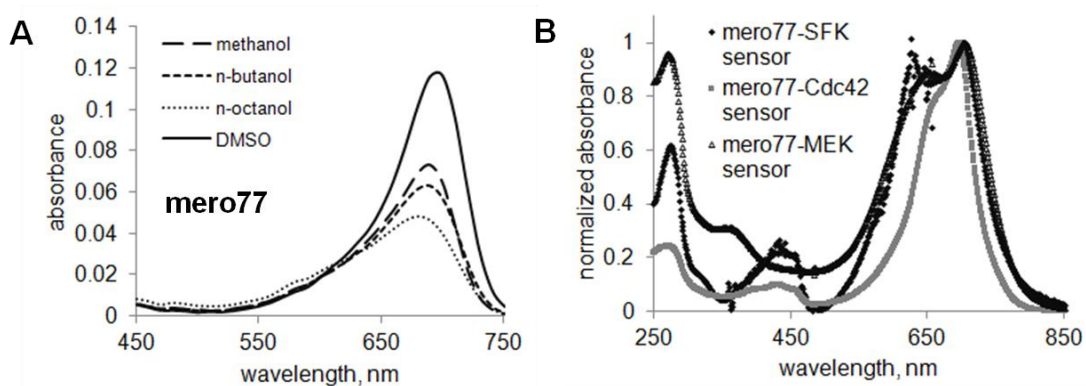 A
absorbance
0.14
0.12
0.1
0.08
0.06
0.04
0.02
0
450
550
650
750
wavelength, nm
methanol
n-butanol
n-octanol
DMSO
mero77
B
normalized absorbance
1
0.8
0.6
0.4
0.2
0
250
450
650
850
wavelength, nm
mero77-SFK
sensor
mero77-Cdc42
sensor
mero77-MEK
sensor